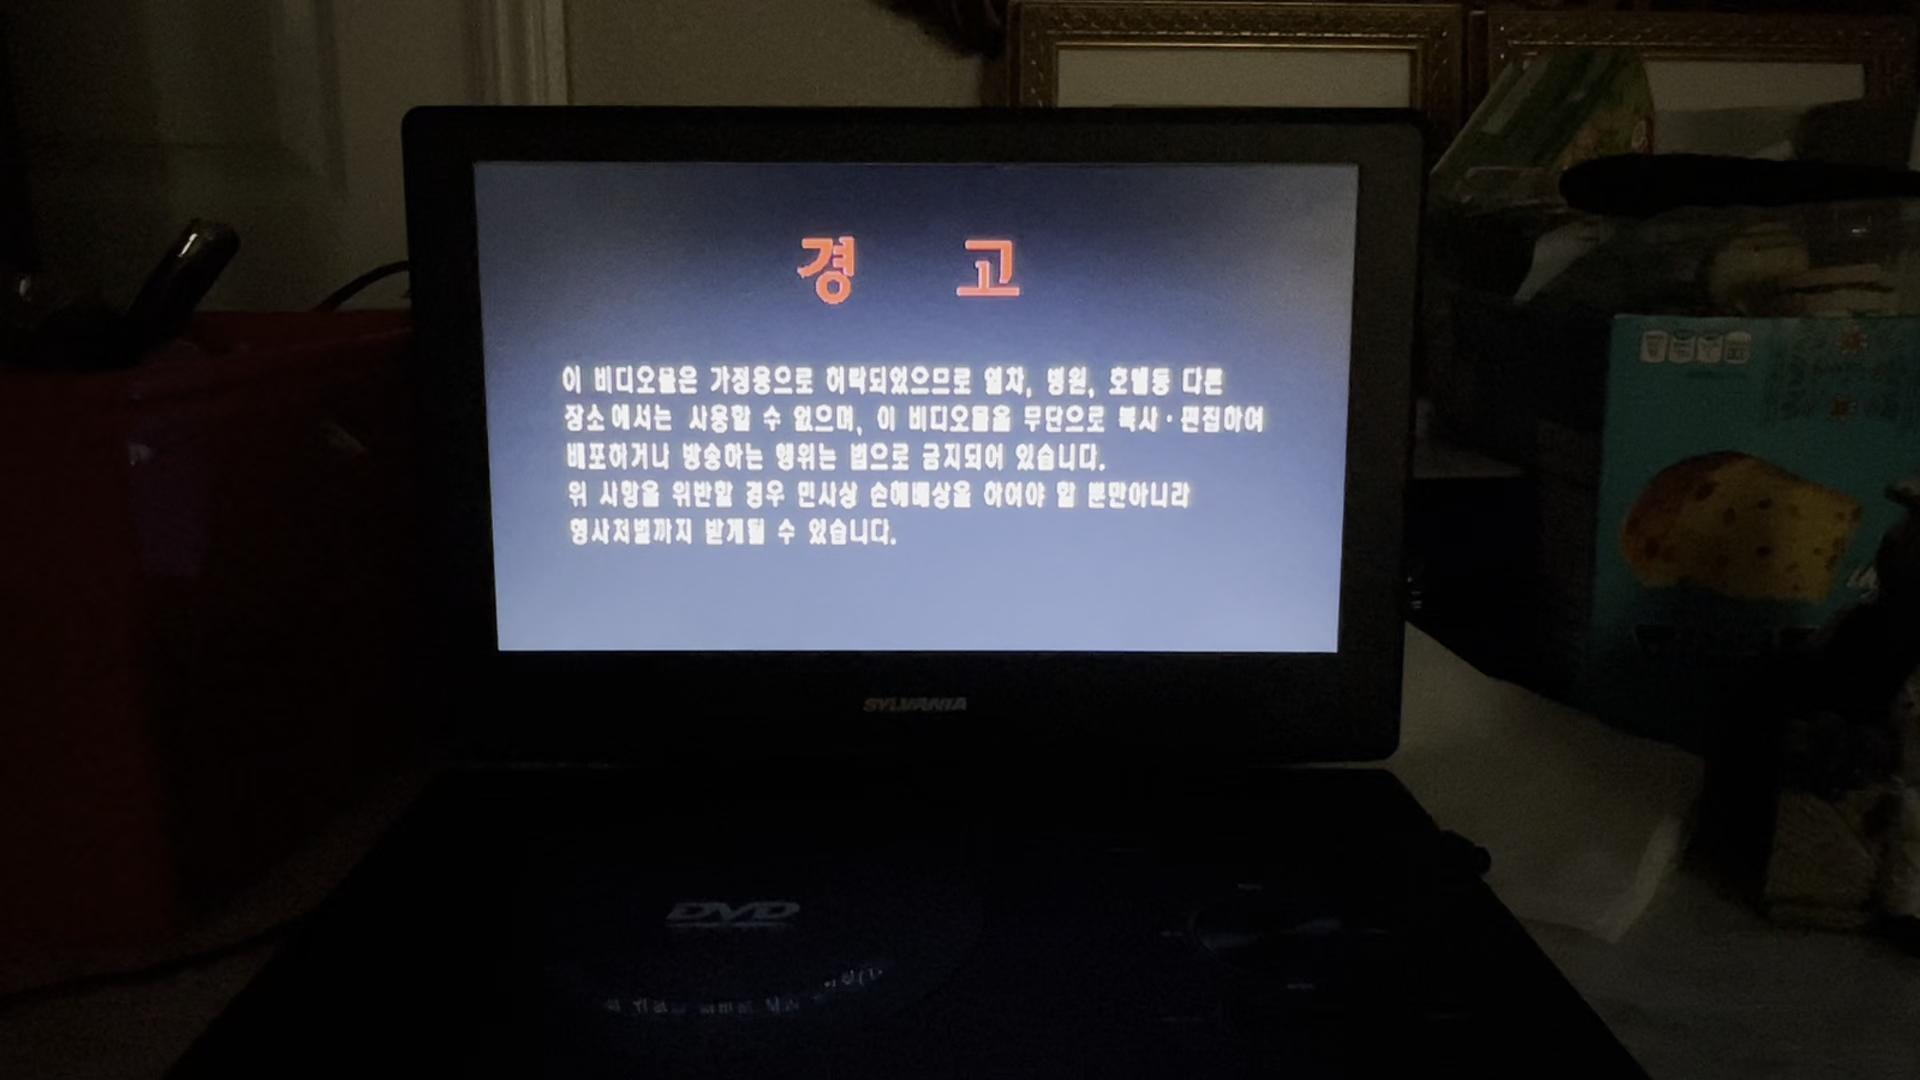 경 고
이 비디오물은 가정용으로 허락되었으므로 열차, 병원, 호텔등 다른
장소에서는 사용할 수 없으며, 이 비디오물을 무단으로 복사·편집하여
배포하거나 방송하는 행위는 법으로 금지되어 있습니다.
위 사항을 위반할 경우 민사상 손해배상을 하여야 할 뿐만아니라
형사처벌까지 받게될 수 있습니다.
SYLVANIA
DVD